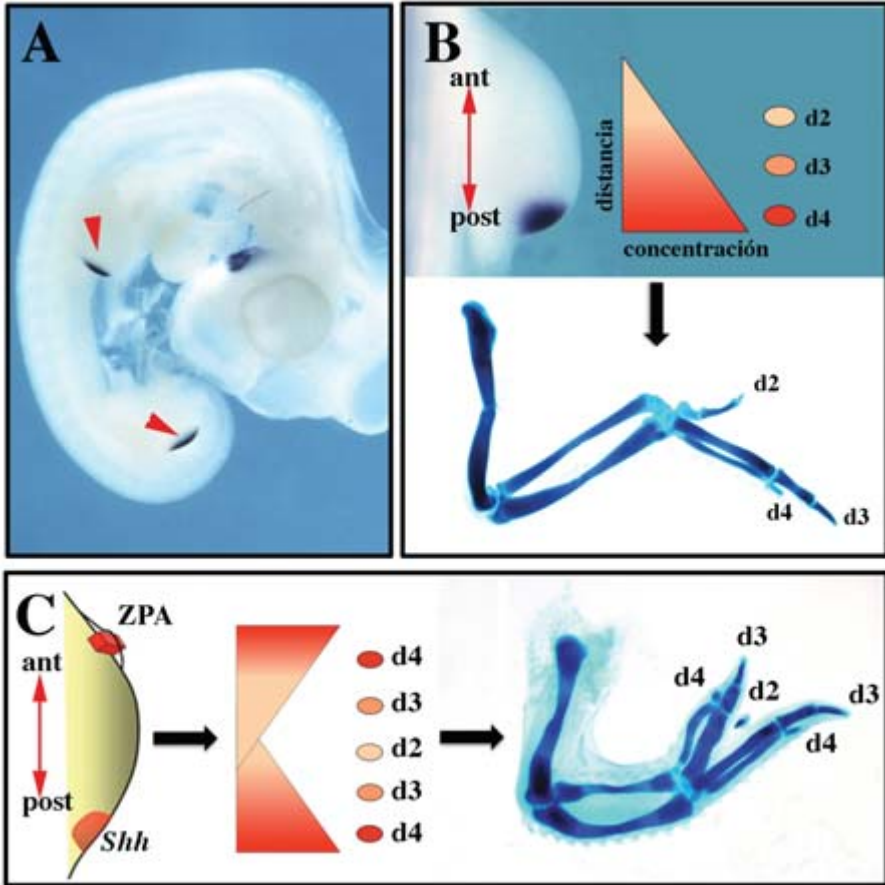 A
B
ant
post
distancia
concentración
d2
d3
d4
d2
d4
d3
C
ZPA
ant
post
Shh
d4
d3
d2
d3
d4
d3
d4
d2
d3
d4